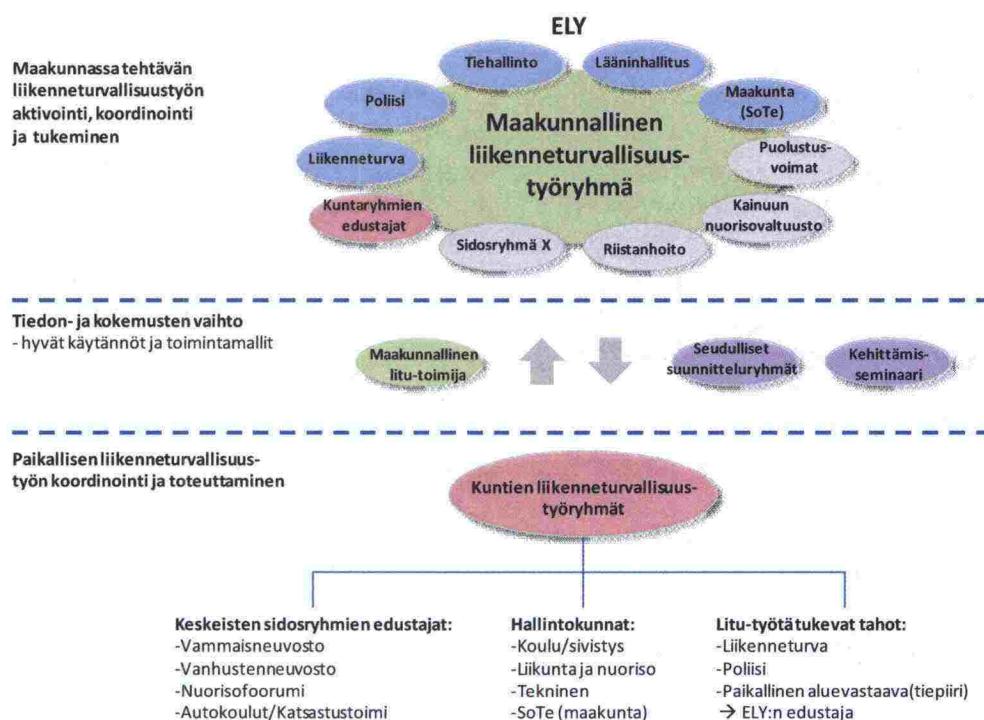 ELY
Maakunnassa tehtävän
liikenneturvallisuustyön
aktivointi, koordinointi
ja tukeminen
Tiehallinto
Lääninhallitus
Poliisi
Maakunta
(SoTe)
Maakunnallinen
liikenneturvallisuus-
työryhmä
Liikenneturva
Puolustus-
voimat
Kuntaryhmien
edustajat
Kainuun
nuorisovaltuusto
Sidosryhmä X
Riistanhoito
Tiedon- ja kokemusten vaihto
- hyvät käytännöt ja toimintamallit
Maakunnallinen
litu-toimija
Seudulliset
suunnitteluryhmät
Kehittämis-
seminaari
Paikallisen liikenneturvallisuus-
työn koordinointi ja toteuttaminen
Kuntien liikenneturvallisuus-
työryhmät
Keskeisten sidosryhmien edustajat:
-Vammaisneuvosto
-Vanhustenneuvosto
-Nuorisofoorumi
-Autokoulut/Katsastustoimi
Hallintokunnat:
-Koulu/sivistys
-Liikunta ja nuoriso
-Tekninen
-SoTe (maakunta)
Litu-työtä tukevat tahot:
-Liikenneturva
-Poliisi
-Paikallinen aluevastaava(tiepiiri)
→ ELY:n edustaja